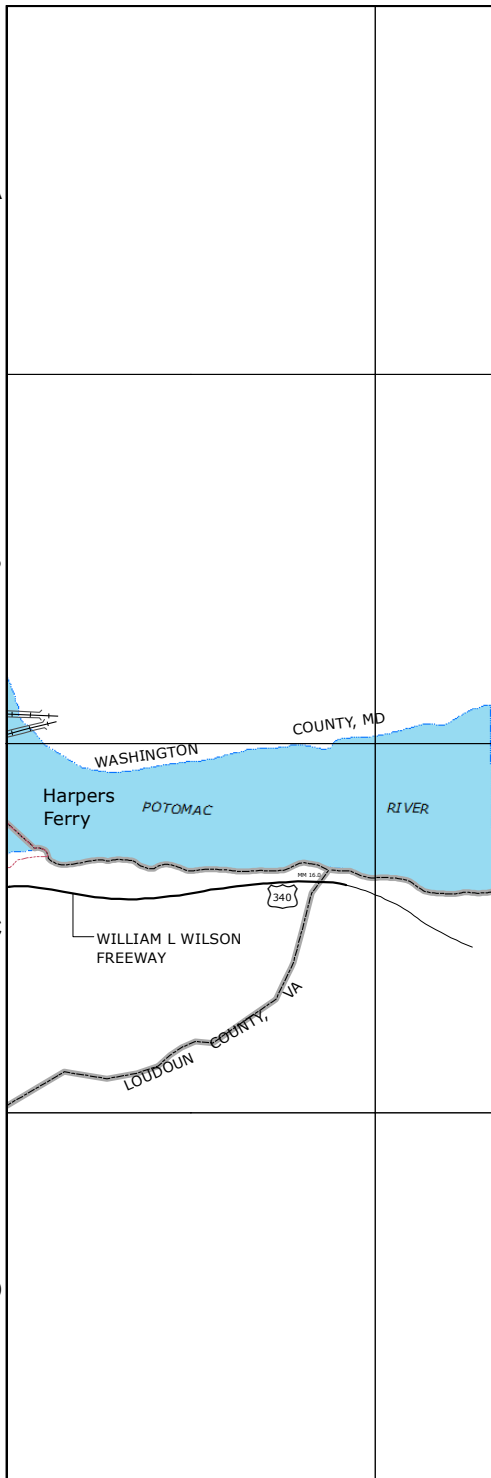 WASHINGTON COUNTY, MD
Harpers
Ferry
POTOMAC RIVER
MM 16.0
340
WILLIAM L WILSON
FREEWAY
LOUDOUN COUNTY, VA